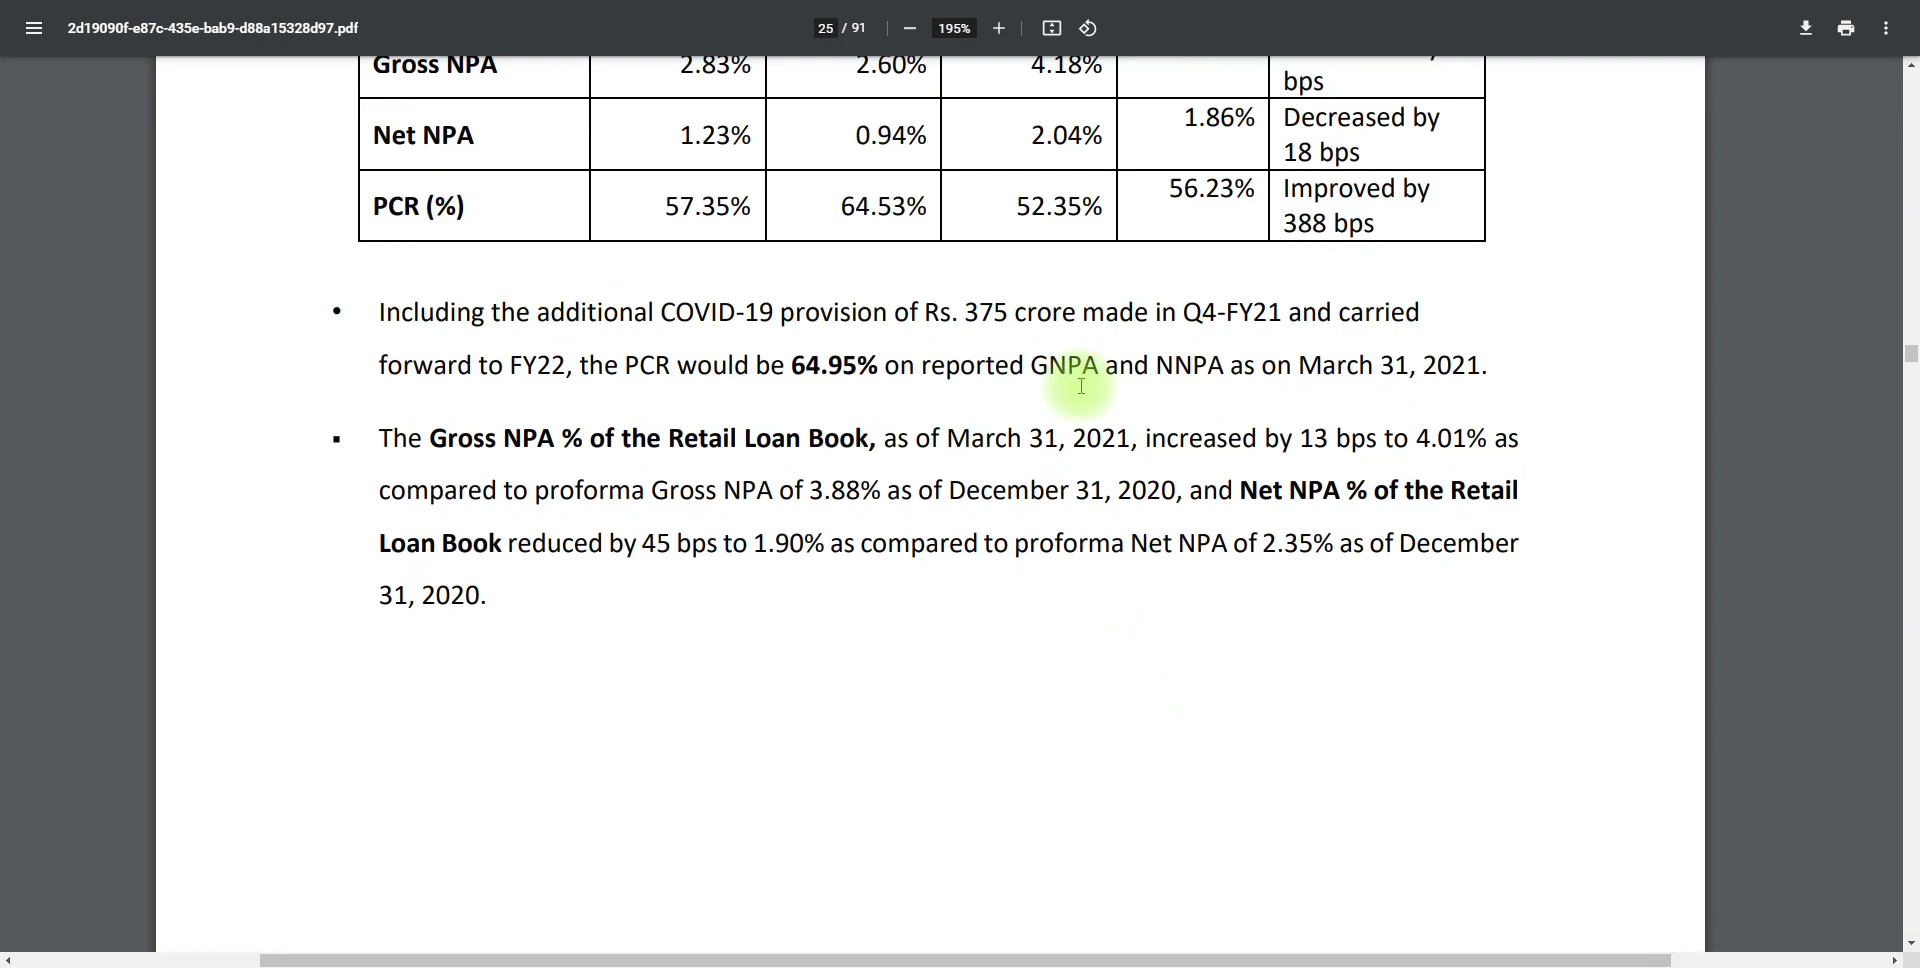 2d19090f-e87c-435e-bab9-d88a15328d97.pdf 25 / 91 195%
Gross NPA 2.83% 2.60% 4.18%
bps
Net NPA 1.23% 0.94% 2.04% 1.86% Decreased by
18 bps
PCR (%) 57.35% 64.53% 52.35% 56.23% Improved by
388 bps
• Including the additional COVID-19 provision of Rs. 375 crore made in Q4-FY21 and carried
forward to FY22, the PCR would be 64.95% on reported GNPA and NNPA as on March 31, 2021.
▪ The Gross NPA % of the Retail Loan Book, as of March 31, 2021, increased by 13 bps to 4.01% as
compared to proforma Gross NPA of 3.88% as of December 31, 2020, and Net NPA % of the Retail
Loan Book reduced by 45 bps to 1.90% as compared to proforma Net NPA of 2.35% as of December
31, 2020.